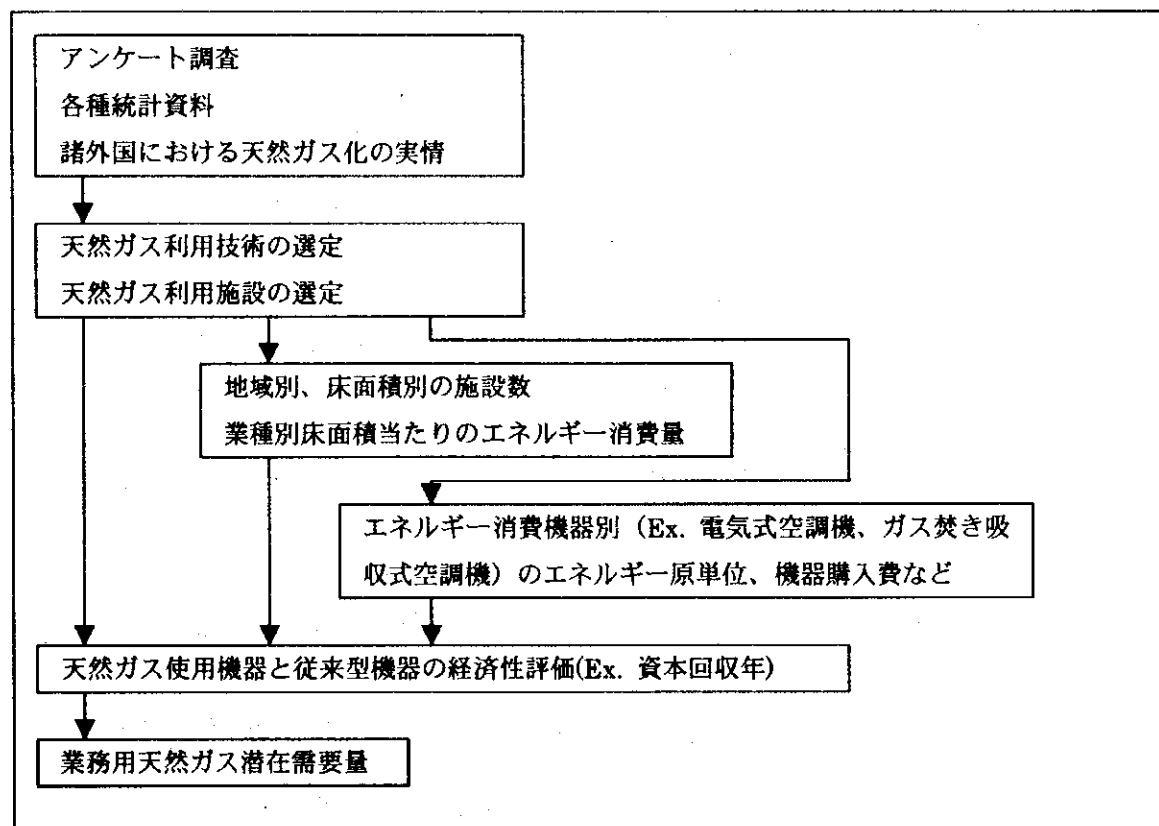 アンケート調査
各種統計資料
諸外国における天然ガス化の実情
天然ガス利用技術の選定
天然ガス利用施設の選定
地域別、床面積別の施設数
業種別床面積当たりのエネルギー消費量
エネルギー消費機器別（Ex. 電気式空調機、ガス焚き吸
収式空調機）のエネルギー原単位、機器購入費など
天然ガス使用機器と従来型機器の経済性評価(Ex. 資本回収年)
業務用天然ガス潜在需要量